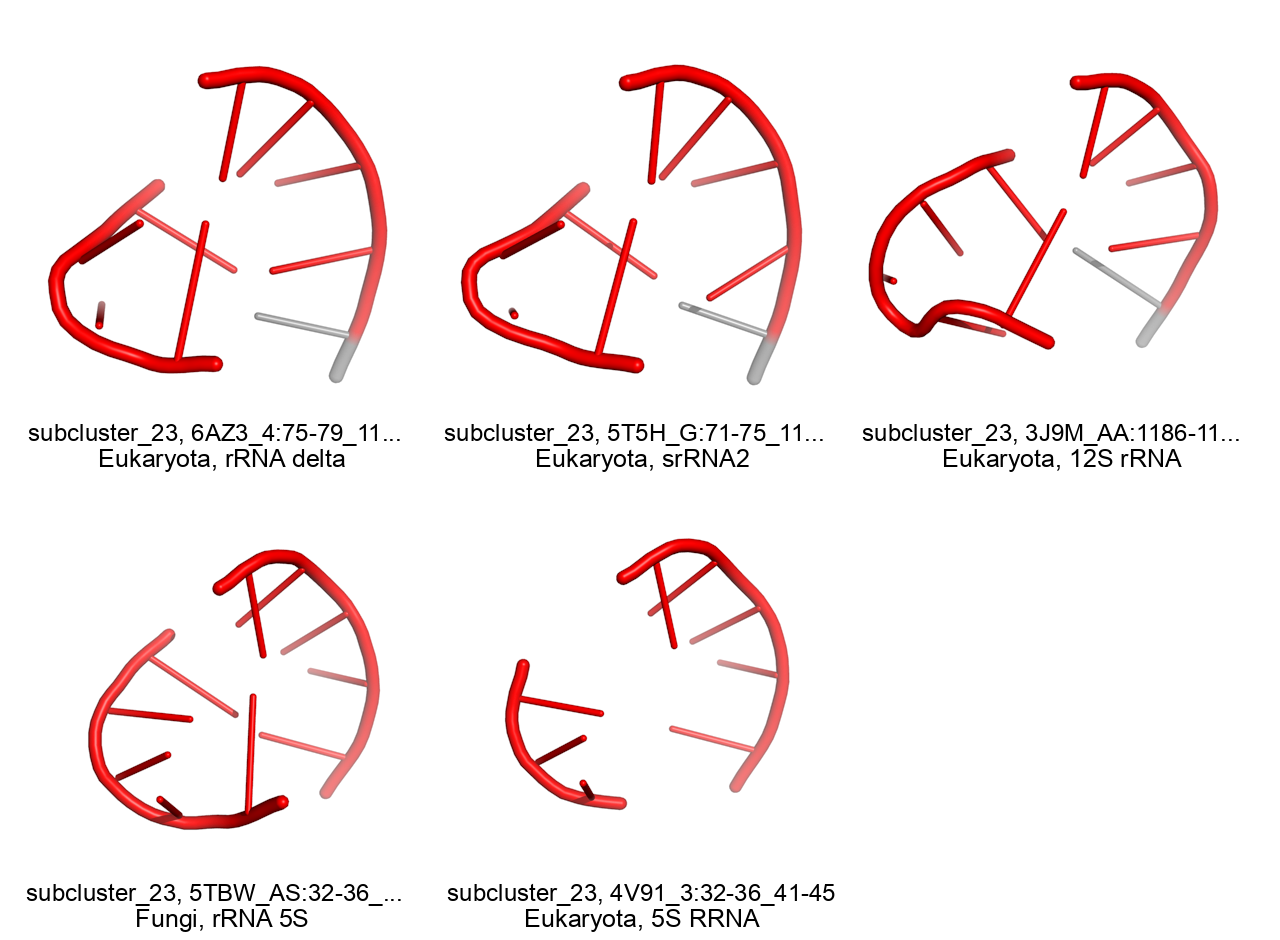 subcluster_23, 6AZ3_4:75-79_11...
Eukaryota, rRNA delta
subcluster_23, 5T5H_G:71-75_11...
Eukaryota, srRNA2
subcluster_23, 3J9M_AA:1186-11...
Eukaryota, 12S rRNA
subcluster_23, 5TBW_AS:32-36_...
Fungi, rRNA 5S
subcluster_23, 4V91_3:32-36_41-45
Eukaryota, 5S RRNA